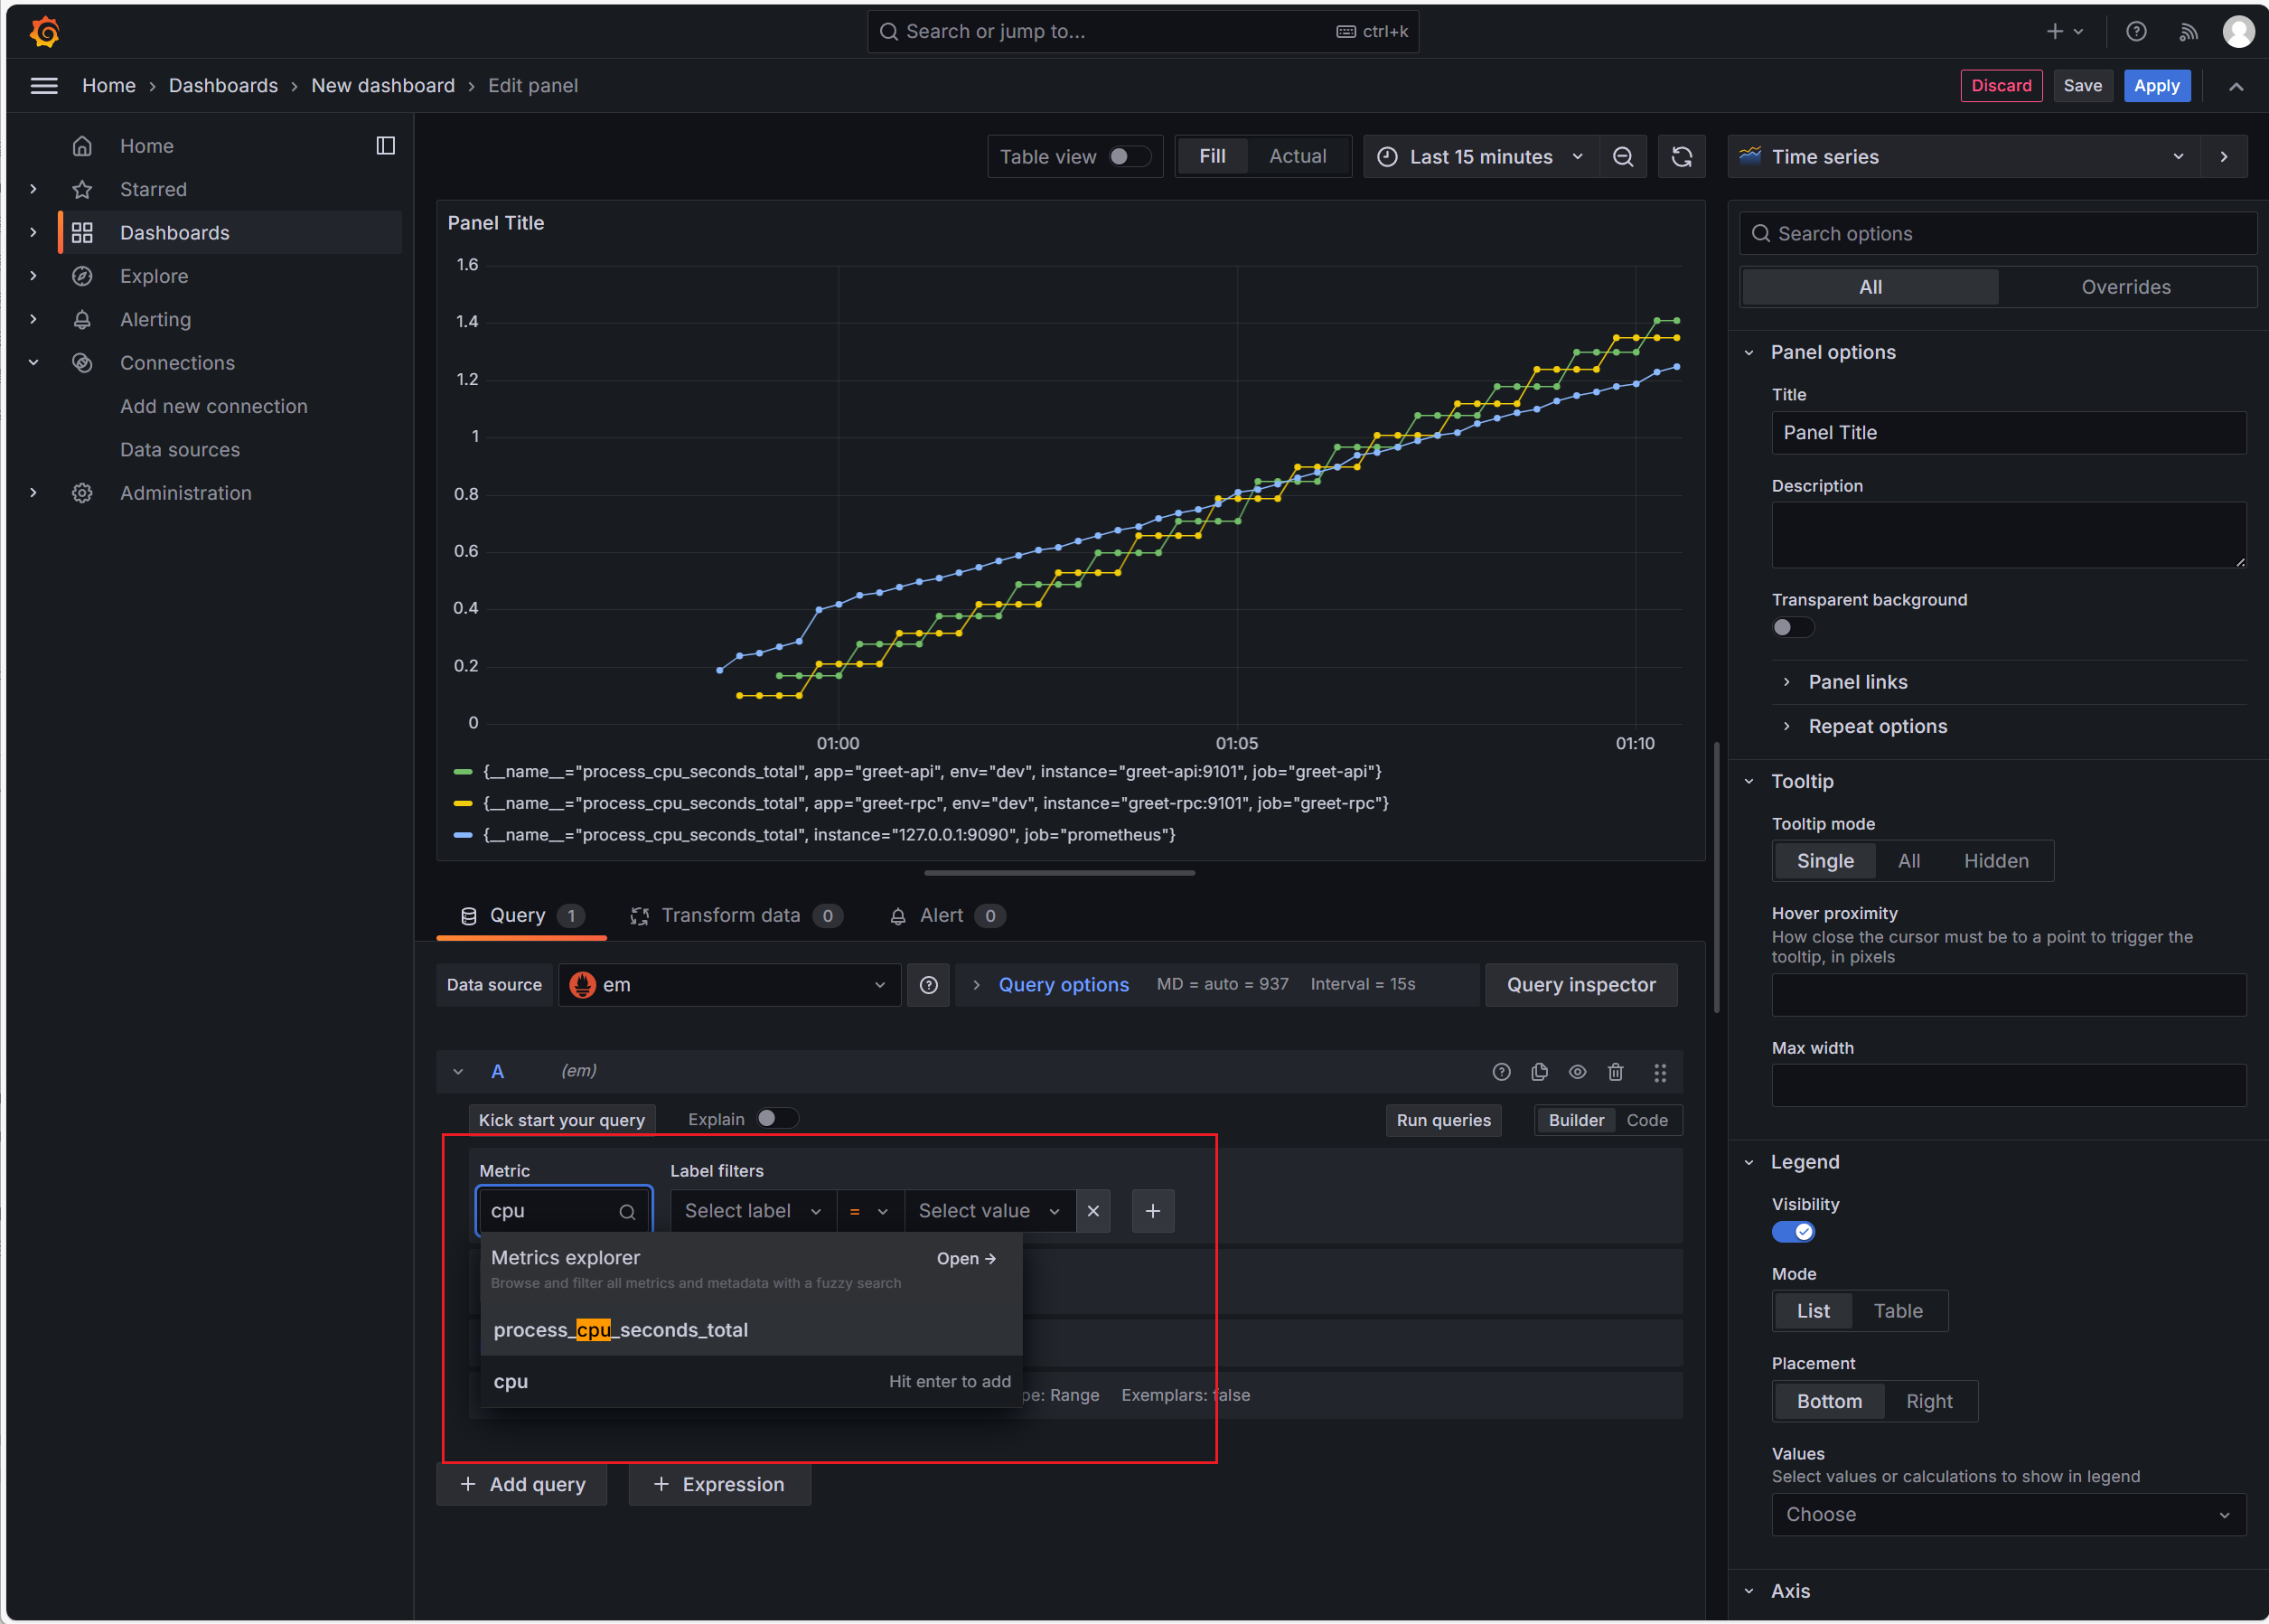 Search or jump to...
ctrl+k
Home › Dashboards › New dashboard › Edit panel
Discard
Save
Apply
Home
Starred
Dashboards
Explore
Alerting
Connections
Add new connection
Data sources
Administration
Table view
Fill
Actual
Last 15 minutes
Time series
Panel Title
1.6
1.4
1.2
1
0.8
0.6
0.4
0.2
0
01:00
01:05
01:10
{__name__="process_cpu_seconds_total", app="greet-api", env="dev", instance="greet-api:9101", job="greet-api"}
{__name__="process_cpu_seconds_total", app="greet-rpc", env="dev", instance="greet-rpc:9101", job="greet-rpc"}
{__name__="process_cpu_seconds_total", instance="127.0.0.1:9090", job="prometheus"}
Query 1
Transform data 0
Alert 0
Data source
em
Query options
MD = auto = 937
Interval = 15s
Query inspector
A
(em)
Kick start your query
Explain
Run queries
Builder
Code
Metric
Label filters
cpu
Select label
=
Select value
Metrics explorer
Open →
Browse and filter all metrics and metadata with a fuzzy search
process_cpu_seconds_total
cpu
Hit enter to add
pe: Range
Exemplars: false
+ Add query
+ Expression
Search options
All
Overrides
Panel options
Title
Panel Title
Description
Transparent background
Panel links
Repeat options
Tooltip
Tooltip mode
Single
All
Hidden
Hover proximity
How close the cursor must be to a point to trigger the
tooltip, in pixels
Max width
Legend
Visibility
Mode
List
Table
Placement
Bottom
Right
Values
Select values or calculations to show in legend
Choose
Axis